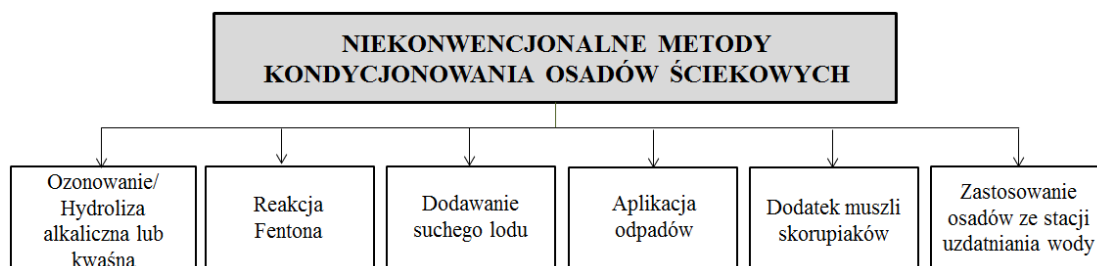 NIEKONWENCJONALNE METODY
KONDYCJONOWANIA OSADÓW ŚCIEKOWYCH
Ozonowanie/
Hydroliza
alkaliczna lub
kwaśna
Reakcja
Fentona
Dodawanie
suchego lodu
Aplikacja
odpadów
Dodatek muszli
skorupiaków
Zastosowanie
osadów ze stacji
uzdatniania wody